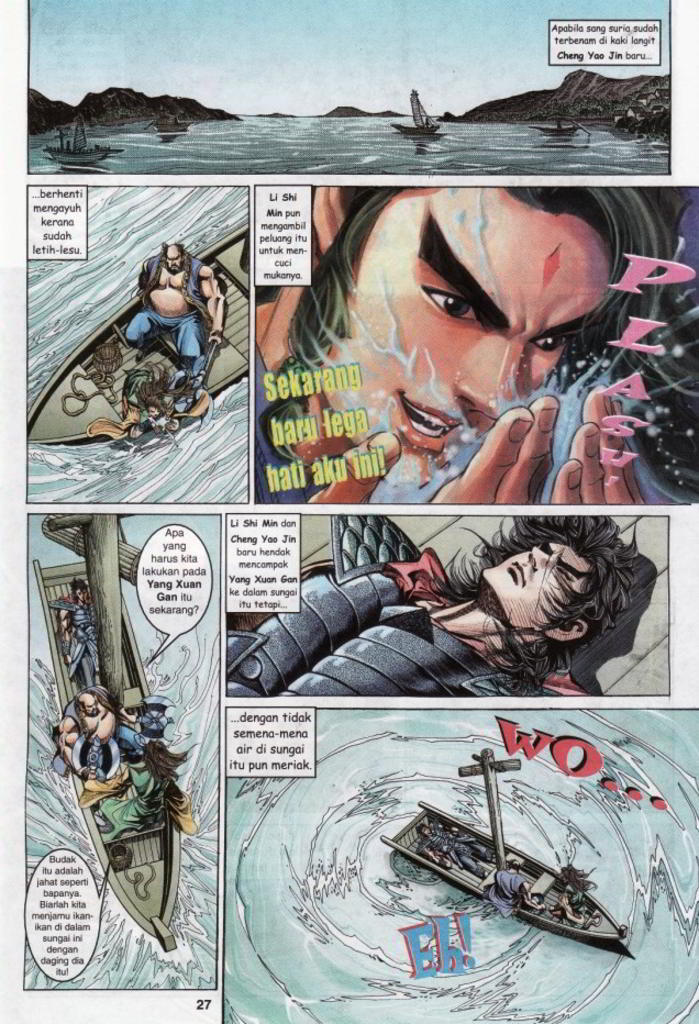 Apabila sang suria sudah
terbenam di kaki langit
Cheng Yao Jin baru...
...berhenti
mengayuh
kerana
sudah
letih-lesu.
Li Shi
Min pun
mengambil
peluang itu
untuk men-
cuci
mukanya.
PLASY!
Sekarang
baru lega
hati aku ini!
Apa
yang
harus kita
lakukan pada
Yang Xuan
Gan itu
sekarang?
Budak
itu adalah
jahat seperti
bapanya.
Biarlah kita
menjamu ikan-
ikan di dalam
sungai ini
dengan
daging dia
itu!
Li Shi Min dan
Cheng Yao Jin
baru hendak
mencampak
Yang Xuan Gan
ke dalam sungai
itu tetapi...
...dengan tidak
semena-mena
air di sungai
itu pun meriak.
WO....
Eh!
27